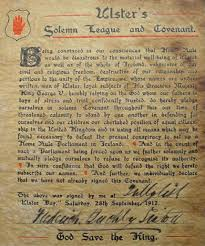 Ulster's
Solemn League and Covenant.
Being convinced in our consciences that Home Rule
would be disastrous to the material well-being of Ulster
as well as of the whole of Ireland, subversive of our
civil and religious freedom, destructive of our citizenship and
perilous to the unity of the Empire, we, whose names are under-
written, men of Ulster, loyal subjects of His Gracious Majesty
King George V., humbly relying on the God whom our fathers in
days of stress and trust confidently trusted, do hereby pledge
ourselves in solemn Covenant throughout this our time of
threatened calamity to stand by one another in defending for
ourselves and our children our cherished position of equal citizen-
ship in the United Kingdom and in using all means which may be
found necessary to defeat the present conspiracy to set up a
Home Rule Parliament in Ireland. And in the event of
such a Parliament being forced upon us we further solemnly and
mutually pledge ourselves to refuse to recognise its authority.
In sure confidence that God will defend the right we hereto
subscribe our names. And further, we individually declare that
we have not already signed this Covenant.
The above was signed by me at
"Ulster Day," Saturday, 28th September, 1912.
God Save the King.